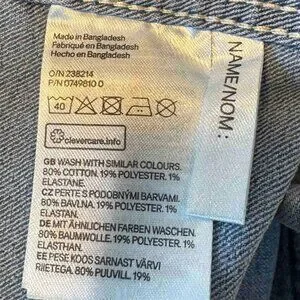 Made in Bangladesh
Fabriqué en Bangladesh
Hecho en Bangladesh
O/N 238214
P/N 0749810 0
40
clevercare.info
GB WASH WITH SIMILAR COLOURS.
80% COTTON. 19% POLYESTER. 1%
ELASTANE.
CZ PERTE S PODOBNÝMI BARVAMI.
80% BAVLNA. 19% POLYESTER. 1%
ELASTAN.
DE MIT ÄHNLICHEN FARBEN WASCHEN.
80% BAUMWOLLE. 19% POLYESTER. 1%
ELASTHAN.
EE PESE KOOS SARNAST VÄRVI
RIIETEGA. 80% PUUVILL. 19%
NAME/NOM: